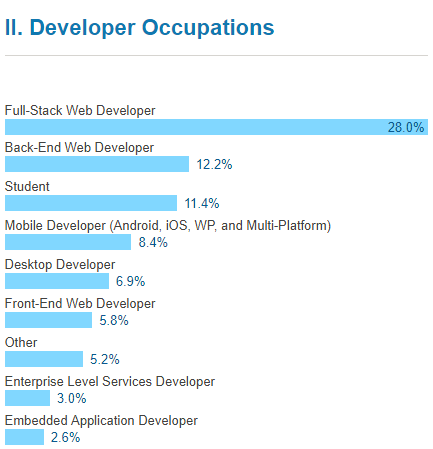 II. Developer Occupations
Full-Stack Web Developer
28.0%
Back-End Web Developer
12.2%
Student
11.4%
Mobile Developer (Android, iOS, WP, and Multi-Platform)
8.4%
Desktop Developer
6.9%
Front-End Web Developer
5.8%
Other
5.2%
Enterprise Level Services Developer
3.0%
Embedded Application Developer
2.6%